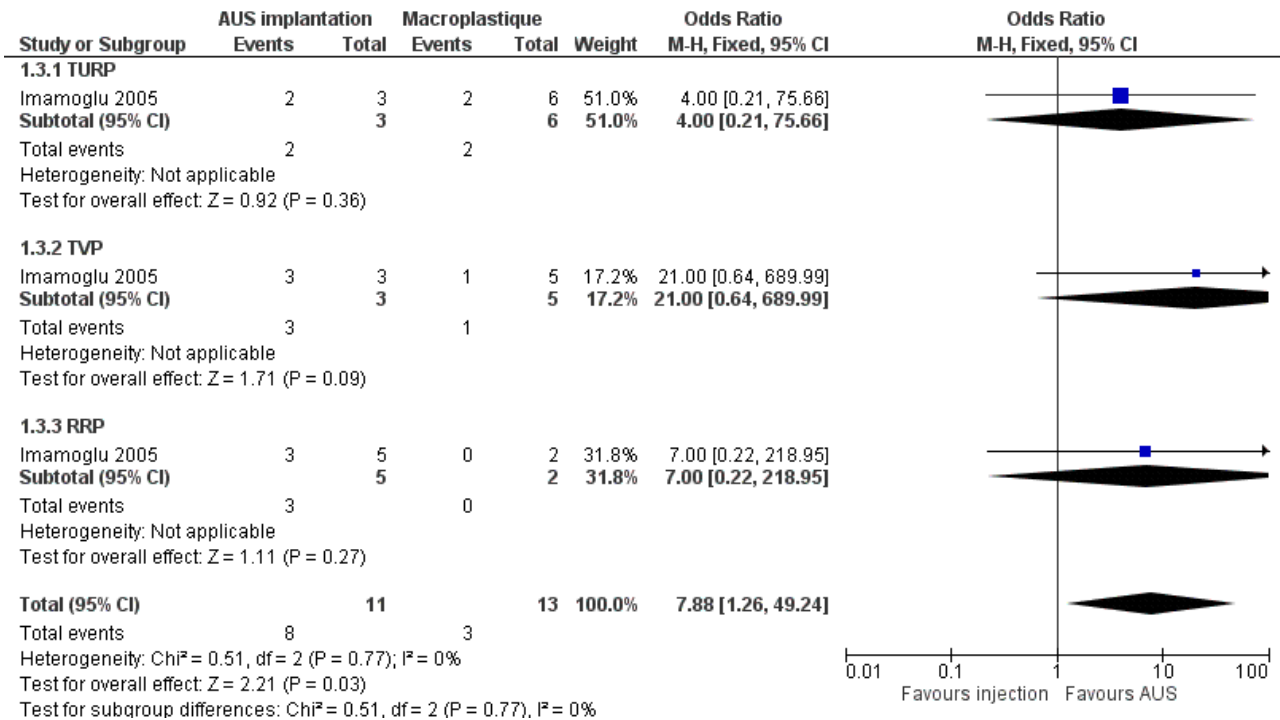 AUS implantation Macroplastique Odds Ratio Odds Ratio
Study or Subgroup Events Total Events Total Weight M-H, Fixed, 95% CI M-H, Fixed, 95% CI
1.3.1 TURP
Imamoglu 2005 2 3 2 6 51.0% 4.00 [0.21, 75.66]
Subtotal (95% CI) 3 6 51.0% 4.00 [0.21, 75.66]
Total events 2 2
Heterogeneity: Not applicable
Test for overall effect: Z = 0.92 (P = 0.36)
1.3.2 TVP
Imamoglu 2005 3 3 1 5 17.2% 21.00 [0.64, 689.99]
Subtotal (95% CI) 3 5 17.2% 21.00 [0.64, 689.99]
Total events 3 1
Heterogeneity: Not applicable
Test for overall effect: Z = 1.71 (P = 0.09)
1.3.3 RRP
Imamoglu 2005 3 5 0 2 31.8% 7.00 [0.22, 218.95]
Subtotal (95% CI) 5 2 31.8% 7.00 [0.22, 218.95]
Total events 3 0
Heterogeneity: Not applicable
Test for overall effect: Z = 1.11 (P = 0.27)
Total (95% CI) 11 13 100.0% 7.88 [1.26, 49.24]
Total events 8 3
Heterogeneity: Chi² = 0.51, df = 2 (P = 0.77); I² = 0%
Test for overall effect: Z = 2.21 (P = 0.03)
Test for subgroup differences: Chi² = 0.51, df = 2 (P = 0.77), I² = 0%
0.01 0.1 1 10 100
Favours injection Favours AUS